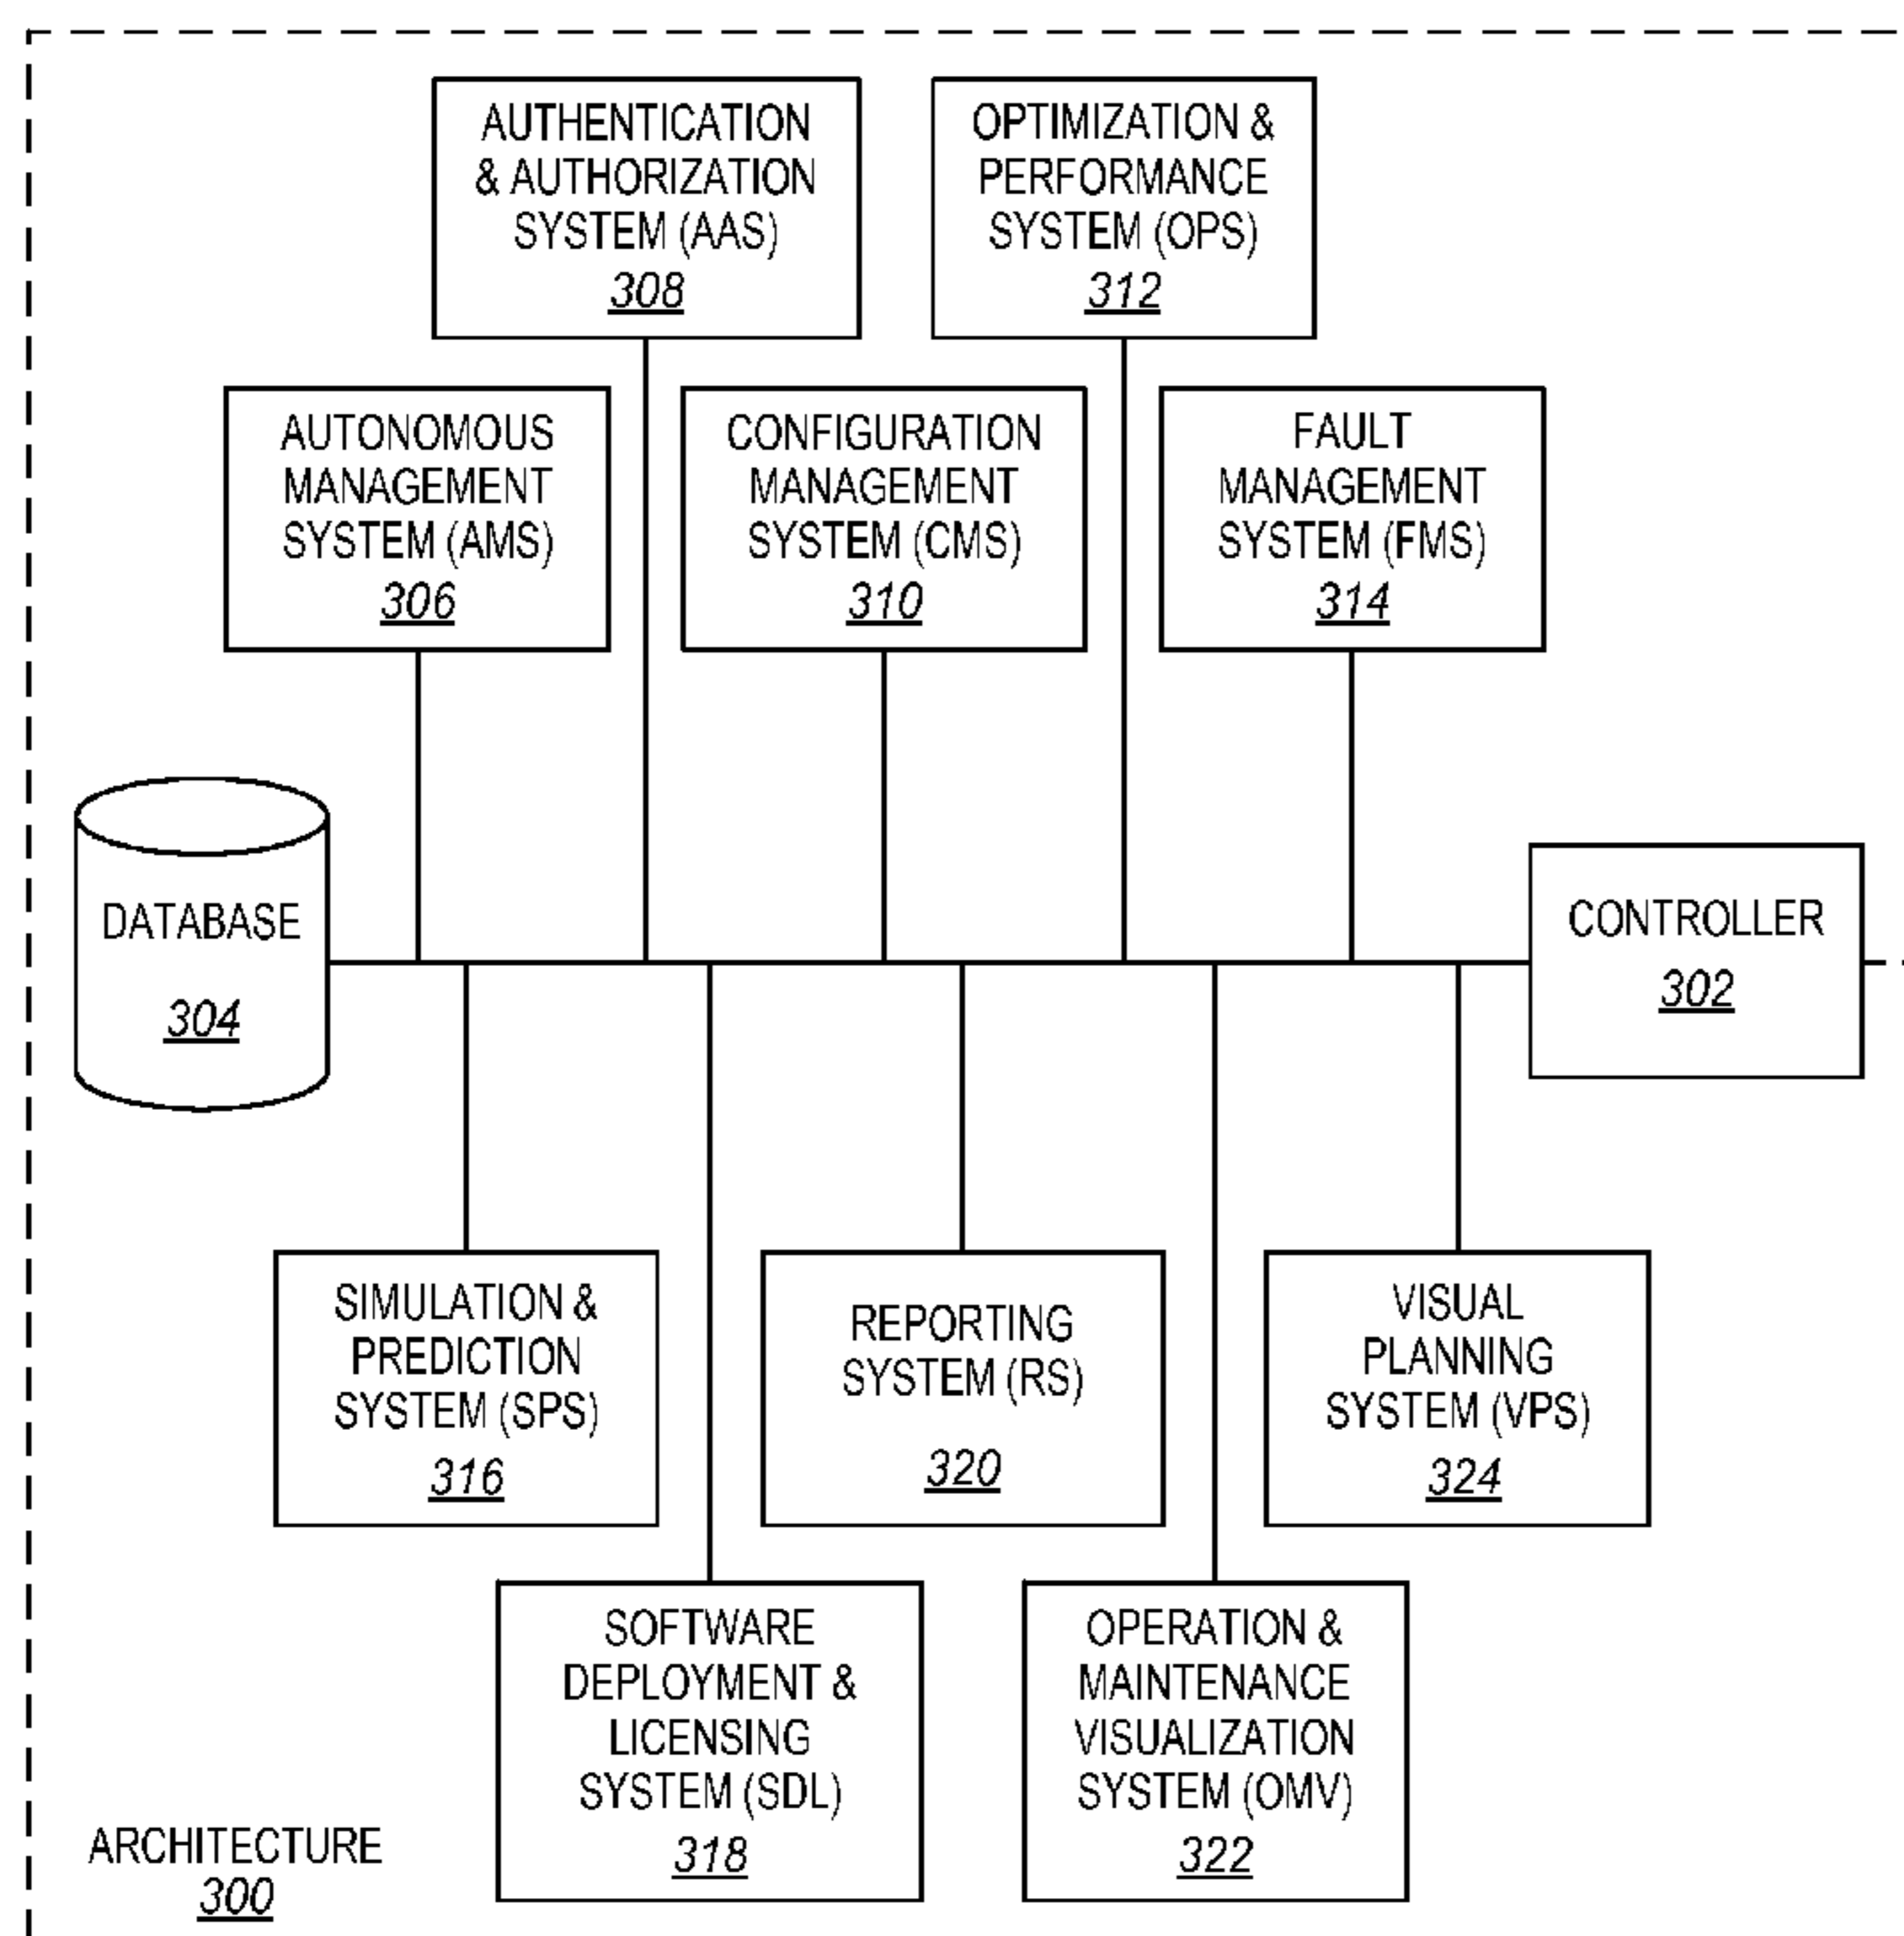 AUTHENTICATION
& AUTHORIZATION
SYSTEM (AAS)
308
OPTIMIZATION &
PERFORMANCE
SYSTEM (OPS)
312
AUTONOMOUS
MANAGEMENT
SYSTEM (AMS)
306
CONFIGURATION
MANAGEMENT
SYSTEM (CMS)
310
FAULT
MANAGEMENT
SYSTEM (FMS)
314
DATABASE
304
CONTROLLER
302
SIMULATION &
PREDICTION
SYSTEM (SPS)
316
REPORTING
SYSTEM (RS)
320
VISUAL
PLANNING
SYSTEM (VPS)
324
SOFTWARE
DEPLOYMENT &
LICENSING
SYSTEM (SDL)
318
OPERATION &
MAINTENANCE
VISUALIZATION
SYSTEM (OMV)
322
ARCHITECTURE
300